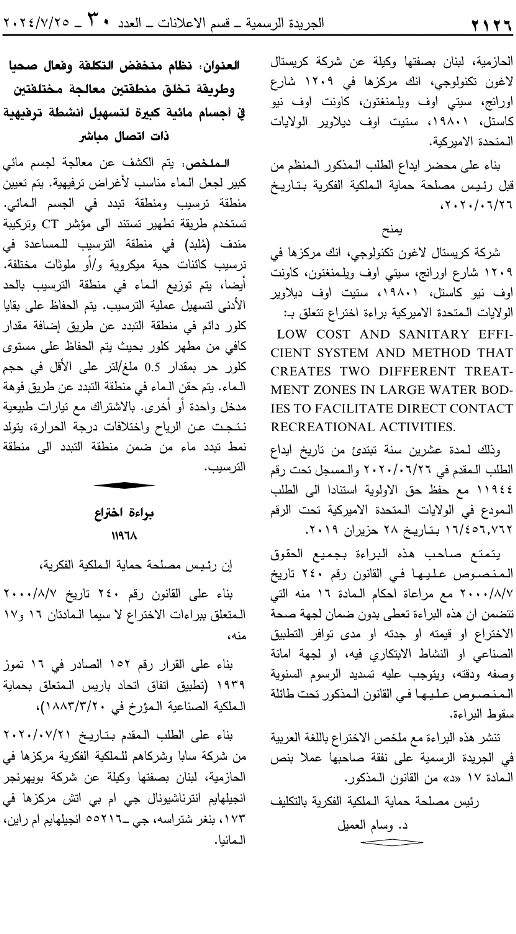 ٢١٢٦
الجريدة الرسمية ـ قسم الاعلانات ـ العدد ٣٠ ـ ٢٠٢٤/٧/٢٥
الحازمية، لبنان بصفتها وكيلة عن شركة كريستال
لاغون تكنولوجي، انك مركزها في ١٢٠٩ شارع
اورانج، سيتي اوف ويلمنغتون، كاونت اوف نيو
كاستل، ١٩٨٠١، ستيت اوف ديلاوير الولايات
المتحدة الاميركية.
بناء على محضر ايداع الطلب المذكور المنظم من
قبل رئيس مصلحة حماية الملكية الفكرية بتاريخ
٢٠٢٠/٠٦/٢٦،
يمنح
شركة كريستال لاغون تكنولوجي، انك مركزها في
١٢٠٩ شارع اورانج، سيتي اوف ويلمنغتون، كاونت
اوف نيو كاستل، ١٩٨٠١، ستيت اوف ديلاوير
الولايات المتحدة الاميركية براءة اختراع تتعلق بـ:
LOW COST AND SANITARY EFFI-
CIENT SYSTEM AND METHOD THAT
CREATES TWO DIFFERENT TREAT-
MENT ZONES IN LARGE WATER BOD-
IES TO FACILITATE DIRECT CONTACT
RECREATIONAL ACTIVITIES.
وذلك لمدة عشرين سنة تبتدئ من تاريخ ايداع
الطلب المقدم في ٢٠٢٠/٠٦/٢٦ والمسجل تحت رقم
١١٩٤٤ مع حفظ حق الاولوية استنادا الى الطلب
المودع في الولايات المتحدة الاميركية تحت الرقم
١٦/٤٥٦,٧٦٢ بتاريخ ٢٨ حزيران ٢٠١٩.
يتمتع صاحب هذه البراءة بجميع الحقوق
المنصوص عليها في القانون رقم ٢٤٠ تاريخ
٢٠٠٠/٨/٧ مع مراعاة احكام المادة ١٦ منه التي
تتضمن ان هذه البراءة تعطى بدون ضمان لجهة صحة
الاختراع او قيمته او جدته او مدى توافر التطبيق
الصناعي او النشاط الابتكاري فيه، او لجهة امانة
وصفه ودقته، ويتوجب عليه تسديد الرسوم السنوية
المنصوص عليها في القانون المذكور تحت طائلة
سقوط البراءة.
تنشر هذه البراءة مع ملخص الاختراع باللغة العربية
في الجريدة الرسمية على نفقة صاحبها عملا بنص
المادة ١٧ «د» من القانون المذكور.
رئيس مصلحة حماية الملكية الفكرية بالتكليف
د. وسام العميل
العنوان: نظام منخفض التكلفة وفعال صحيا
وطريقة تخلق منطقتين معالجة مختلفتين
في أجسام مائية كبيرة لتسهيل أنشطة ترفيهية
ذات اتصال مباشر
الملخص: يتم الكشف عن معالجة لجسم مائي
كبير لجعل الماء مناسب لأغراض ترفيهية. يتم تعيين
منطقة ترسيب ومنطقة تبدد في الجسم المائي.
تستخدم طريقة تطهير تستند الى مؤشر CT وتركيبة
مندف (مُلبد) في منطقة الترسيب للمساعدة في
ترسيب كائنات حية ميكروية و/أو ملوثات مختلفة.
أيضا، يتم توزيع الماء في منطقة الترسيب بالحد
الأدنى لتسهيل عملية الترسيب. يتم الحفاظ على بقايا
كلور دائم في منطقة التبدد عن طريق إضافة مقدار
كافي من مطهر كلور بحيث يتم الحفاظ على مستوى
كلور حر بمقدار 0.5 ملغ/لتر على الأقل في حجم
الماء. يتم حقن الماء في منطقة التبدد عن طريق فوهة
مدخل واحدة أو أخرى. بالاشتراك مع تيارات طبيعية
نتجت عن الرياح واختلافات درجة الحرارة، يتولد
نمط تبدد ماء من ضمن منطقة التبدد الى منطقة
الترسيب.
براءة اختراع
١١٩٦٨
إن رئيس مصلحة حماية الملكية الفكرية،
بناء على القانون رقم ٢٤٠ تاريخ ٢٠٠٠/٨/٧
المتعلق ببراءات الاختراع لا سيما المادتان ١٦ و١٧
منه،
بناء على القرار رقم ١٥٢ الصادر في ١٦ تموز
١٩٣٩ (تطبيق اتفاق اتحاد باريس المتعلق بحماية
الملكية الصناعية المؤرخ في ١٨٨٣/٣/٢٠)،
بناء على الطلب المقدم بتاريخ ٢٠٢٠/٠٧/٢١
من شركة سابا وشركاهم للملكية الفكرية مركزها في
الحازمية، لبنان بصفتها وكيلة عن شركة بويهرنجر
انجيلهايم انترناشيونال جي ام بي اتش مركزها في
١٧٣، بنغر شتراسه، جي ـ٥٥٢١٦ انجيلهايم ام راين،
المانيا.